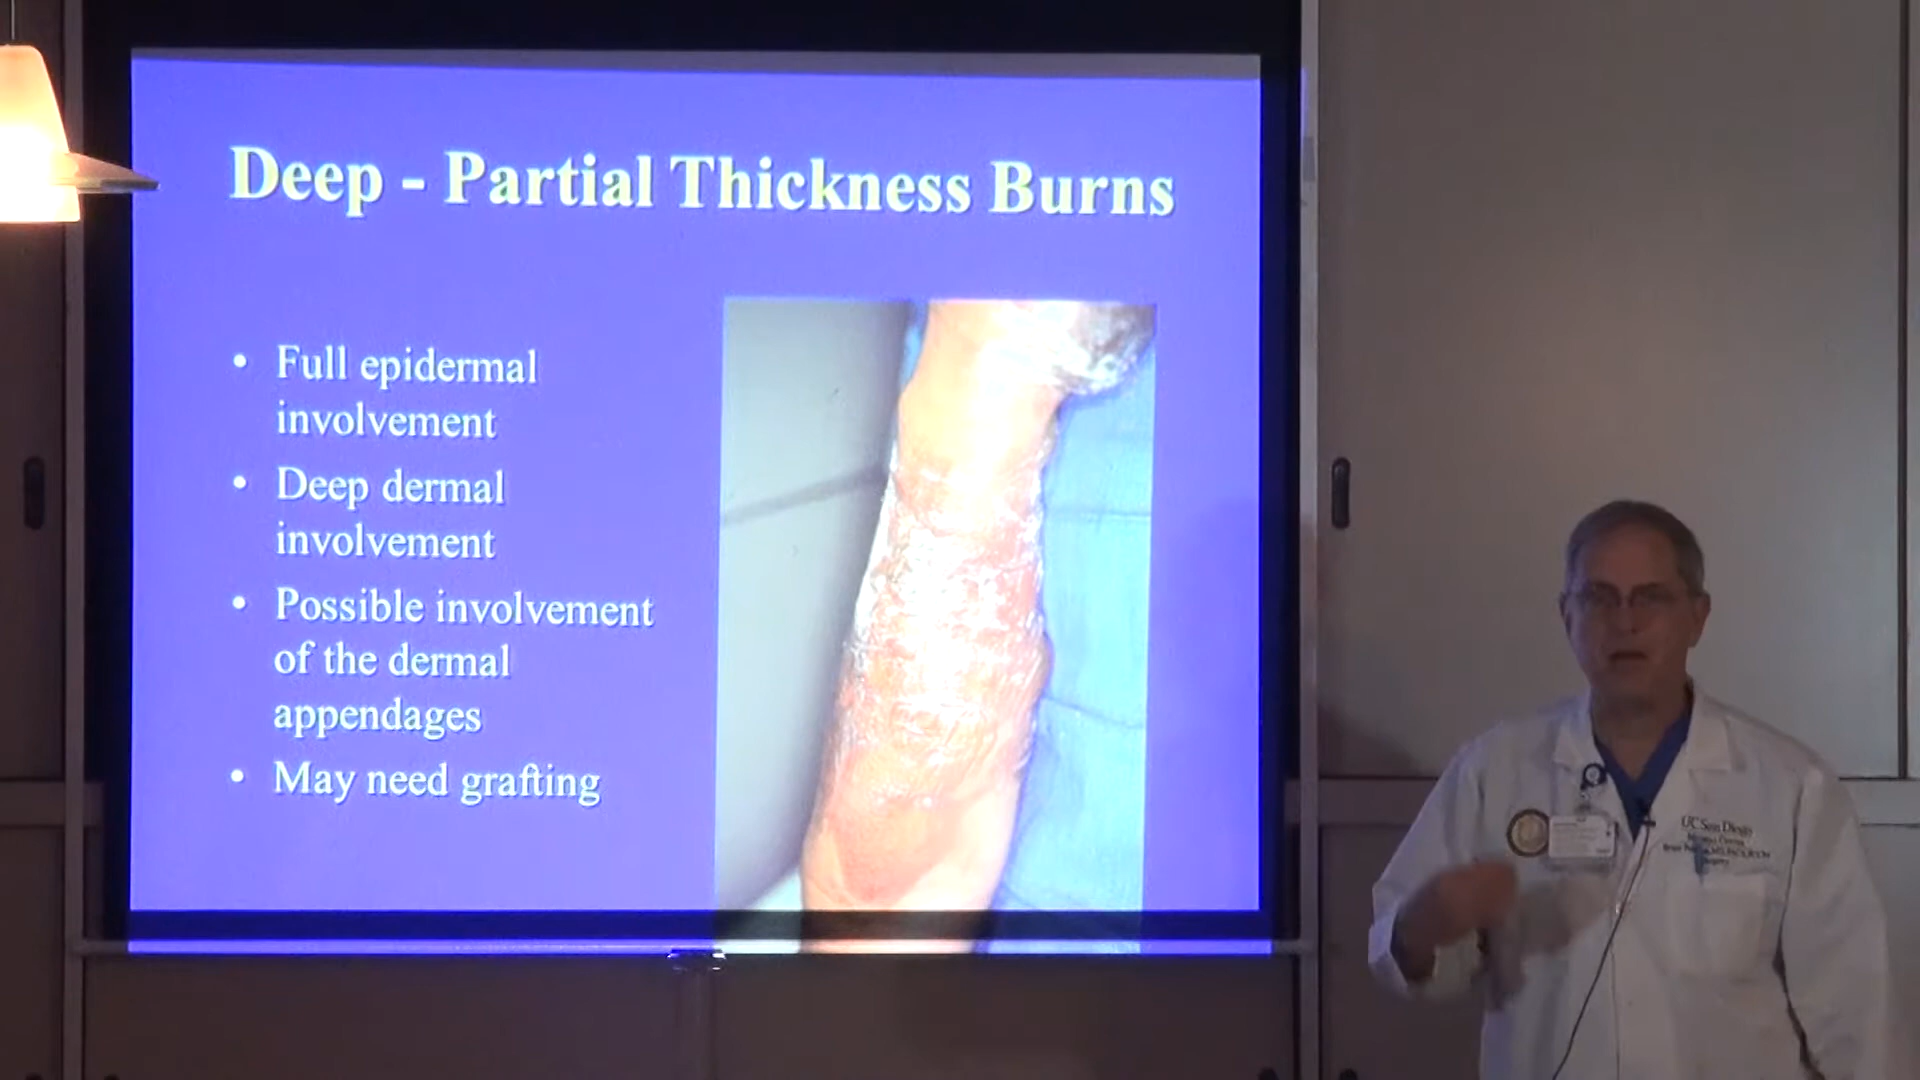 Deep - Partial Thickness Burns
• Full epidermal
involvement
• Deep dermal
involvement
• Possible involvement
of the dermal
appendages
• May need grafting
UC San Diego
Surgery